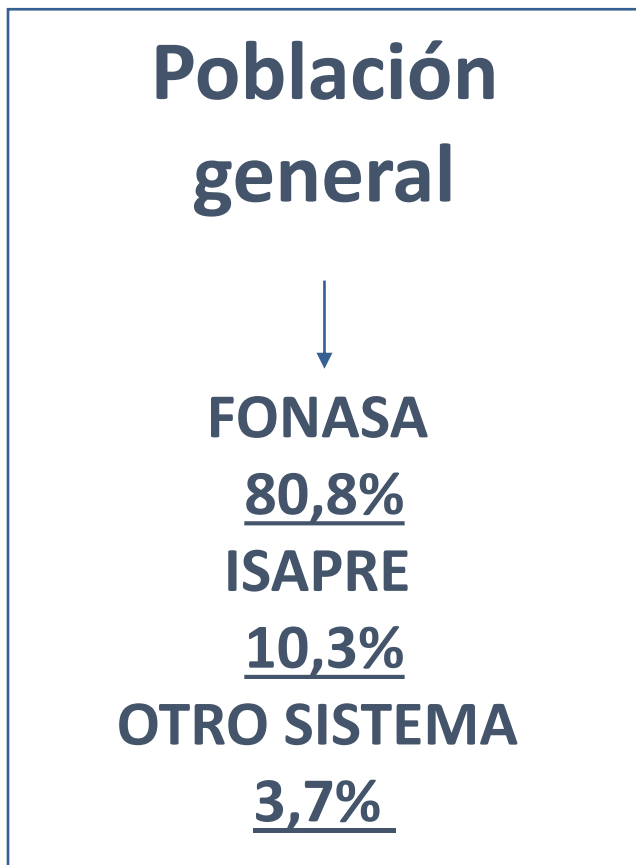 Población
general
FONASA
80,8%
ISAPRE
10,3%
OTRO SISTEMA
3,7%